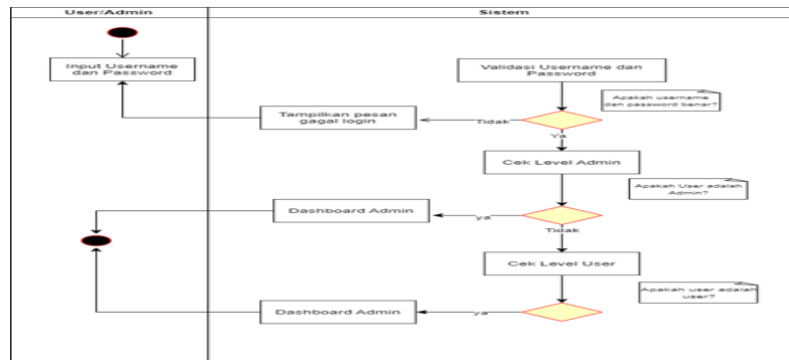 User/Admin
Sistem
Input Username
dan Password
Validasi Username dan
Password
Apakah username
dan password benar?
Tampilkan pesan
gagal login
Tidak
Ya
Cek Level Admin
Apakah User adalah
Admin?
Dashboard Admin
ya
Tidak
Cek Level User
Apakah user adalah
user?
Dashboard Admin
ya